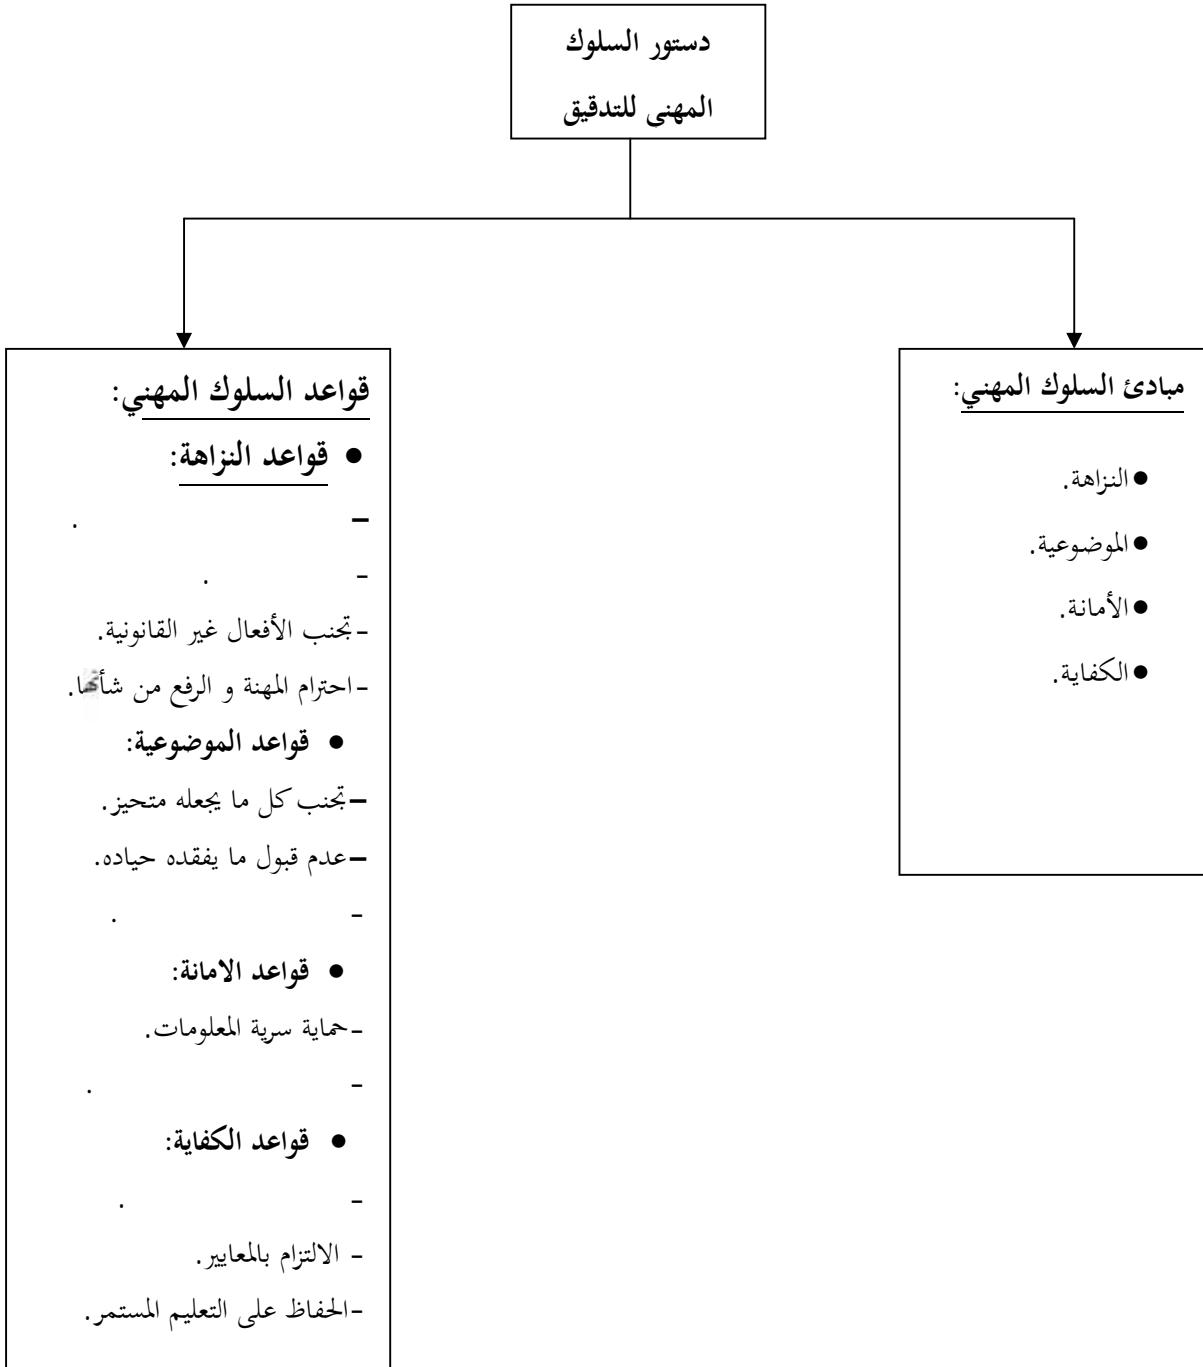 دستور السلوك
المهني للتدقيق
مبادئ السلوك المهني:
● النزاهة.
● الموضوعية.
● الأمانة.
● الكفاية.
قواعد السلوك المهني:
● قواعد النزاهة:
- .
- .
-تجنب الأفعال غير القانونية.
-احترام المهنة و الرفع من شأنها.
● قواعد الموضوعية:
-تجنب كل ما يجعله متحيز.
-عدم قبول ما يفقده حياده.
- .
● قواعد الامانة:
-حماية سرية المعلومات.
- .
● قواعد الكفاية:
- .
- الالتزام بالمعايير.
-الحفاظ على التعليم المستمر.